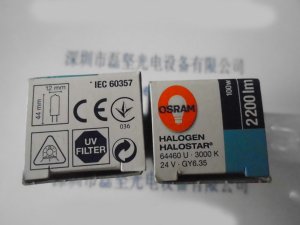 深圳市磊坚光电设备有限公司
12 mm
44 mm
IEC 60357
CE
036
UV
FILTER
OSRAM
100W
2200 lm
HALOGEN
HALOSTAR®
64460 U · 3000 K
24 V · GY6.35
深圳市磊坚光电设备有限公司